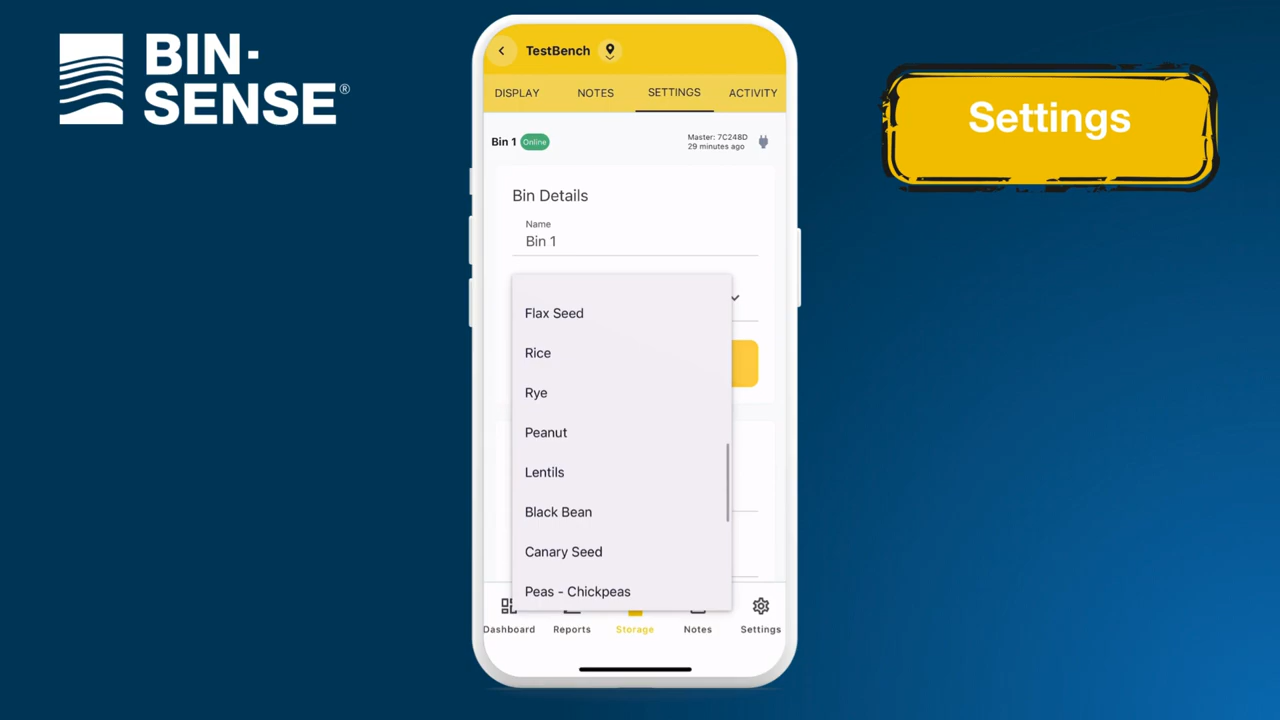 BIN-
SENSE®
TestBench
DISPLAY NOTES SETTINGS ACTIVITY
Bin 1 Online
Master: 7C248D
29 minutes ago
Bin Details
Name
Bin 1
Flax Seed
Rice
Rye
Peanut
Lentils
Black Bean
Canary Seed
Peas - Chickpeas
Dashboard Reports Storage Notes Settings
Settings